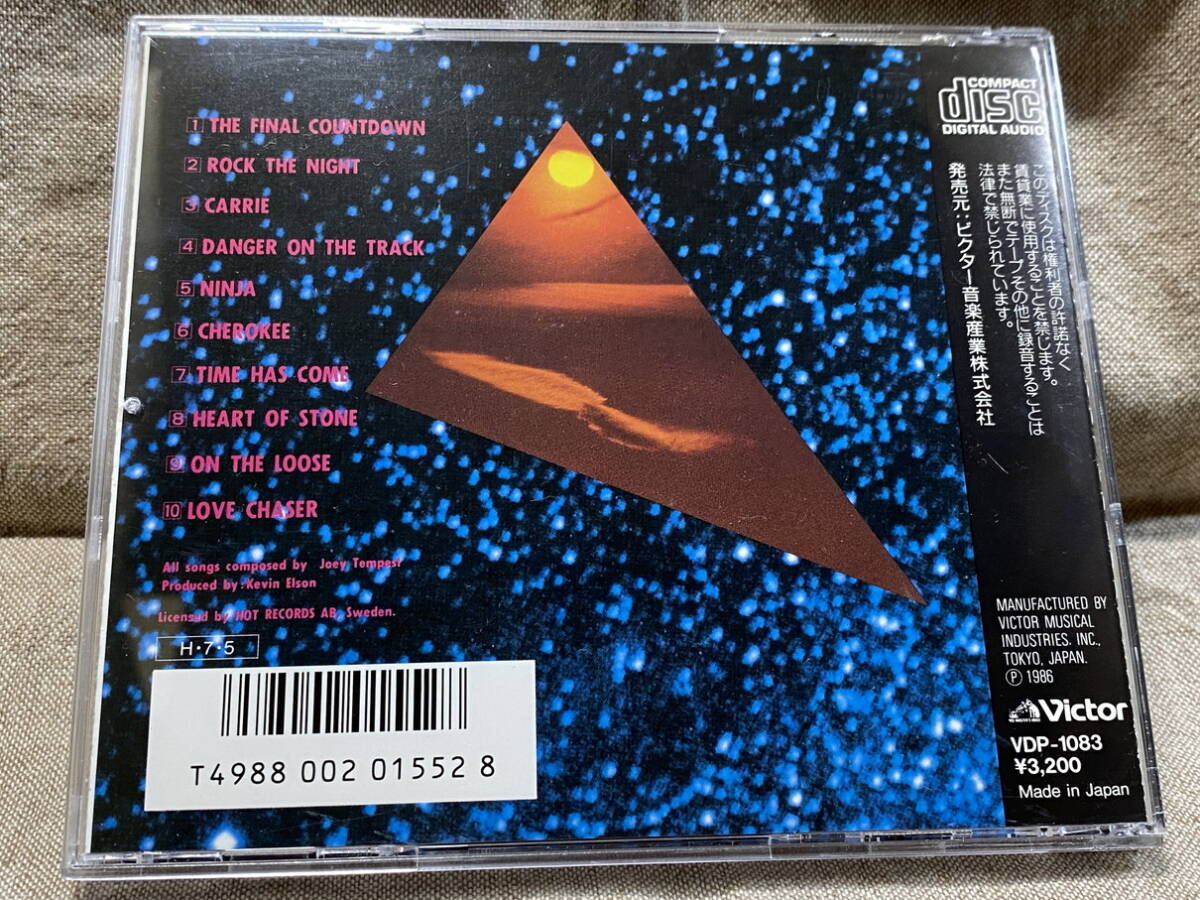 1 THE FINAL COUNTDOWN
2 ROCK THE NIGHT
3 CARRIE
4 DANGER ON THE TRACK
5 NINJA
6 CHEROKEE
7 TIME HAS COME
8 HEART OF STONE
9 ON THE LOOSE
10 LOVE CHASER
All songs composed by Joey Tempest
Produced by: Kevin Elson
Licensed by HOT RECORDS AB, Sweden.
H・7・5
T4988 002 01552 8
COMPACT
disc
DIGITAL AUDIO
このディスクは権利者の許諾なく
賃貸業に使用することを禁じます。
また無断でテープその他に録音することは
法律で禁じられています。
発売元:ビクター音楽産業株式会社
MANUFACTURED BY
VICTOR MUSICAL
INDUSTRIES. INC.,
TOKYO, JAPAN.
Ⓟ 1986
Victor
VDP-1083
¥3,200
Made in Japan